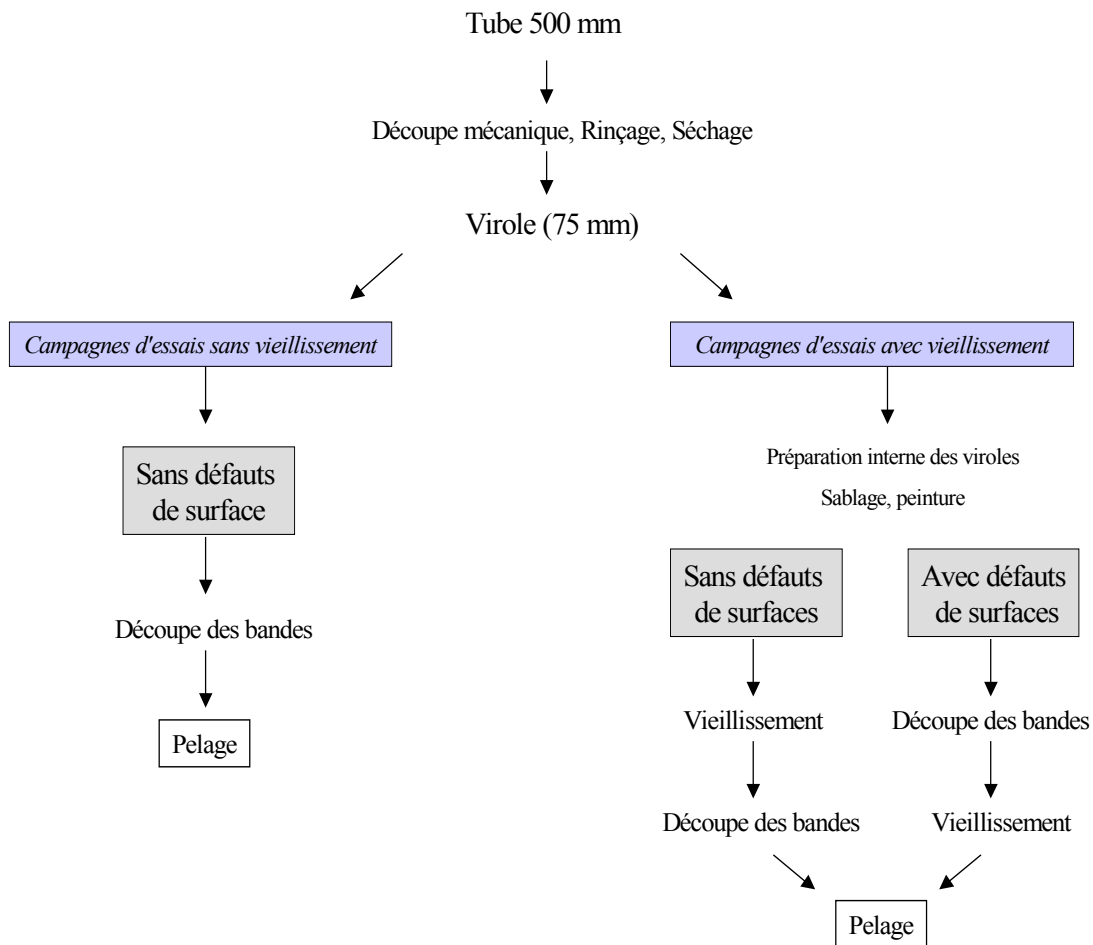 Tube 500 mm
Découpe mécanique, Rinçage, Séchage
Virole (75 mm)
Campagnes d'essais sans vieillissement
Sans défauts
de surface
Découpe des bandes
Pelage
Campagnes d'essais avec vieillissement
Préparation interne des viroles
Sablage, peinture
Sans défauts
de surfaces
Vieillissement
Découpe des bandes
Avec défauts
de surfaces
Découpe des bandes
Vieillissement
Pelage